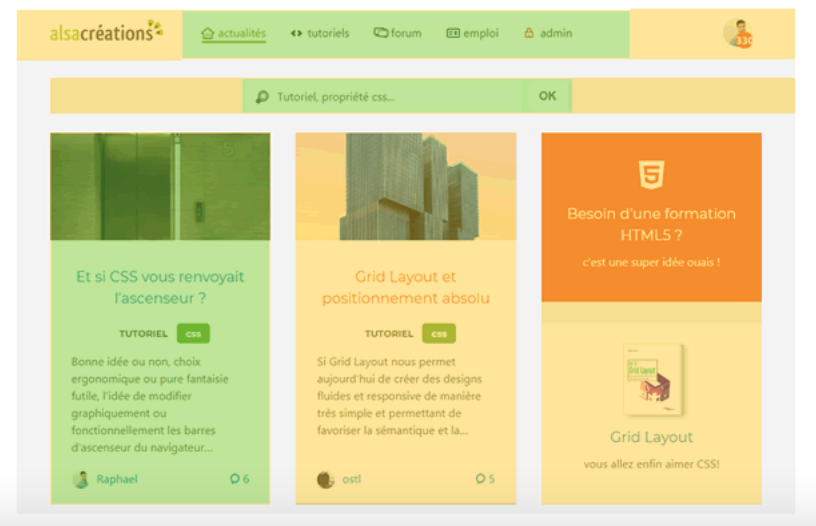 alsacréations
actualités
tutoriels
forum
emploi
admin
330
Tutoriel, propriété css...
OK
Et si CSS vous renvoyait
l'ascenseur ?
TUTORIEL css
Bonne idée ou non, choix
ergonomique ou pure fantaisie
futile, l'idée de modifier
graphiquement ou
fonctionnellement les barres
d'ascenseur du navigateur...
Raphael 6
Grid Layout et
positionnement absolu
TUTORIEL css
Si Grid Layout nous permet
aujourd'hui de créer des designs
fluides et responsive de manière
très simple et permettant de
favoriser la sémantique et la...
ostl 5
5
Besoin d'une formation
HTML5 ?
c'est une super idée ouais !
Grid Layout
Grid Layout
vous allez enfin aimer CSS!